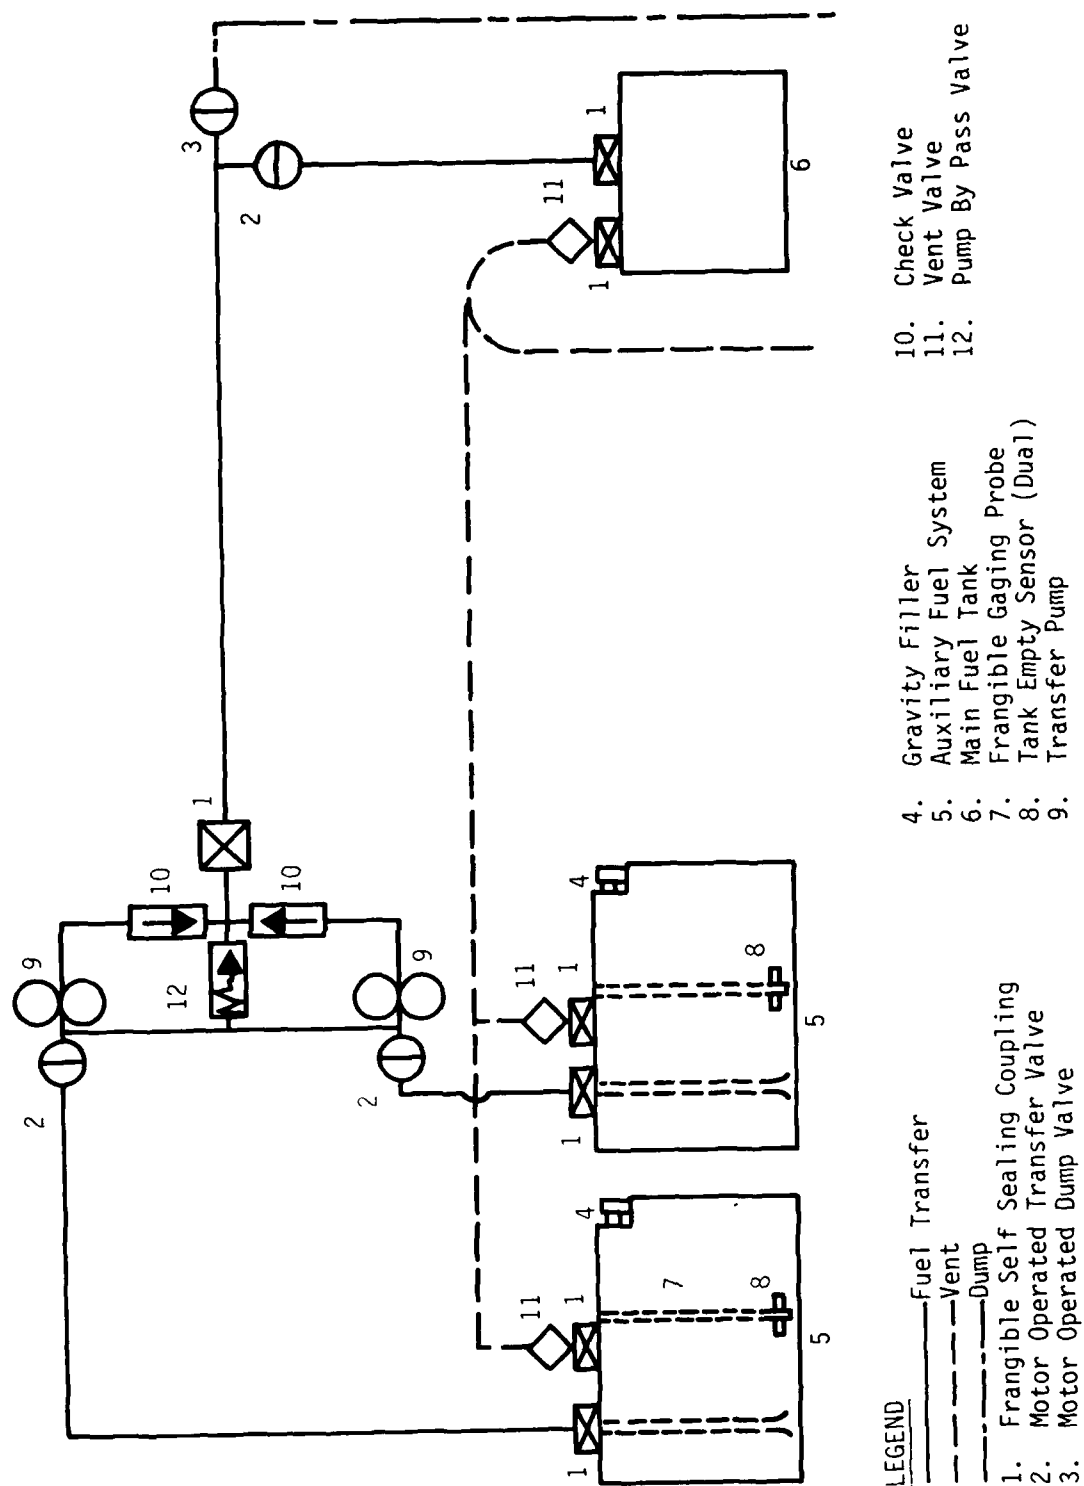 3
2
1
11
1
6
1
10
10
9
9
12
2
2
11
1
1
4
8
5
11
1
1
4
7
8
5
LEGEND
Fuel Transfer
Vent
Dump
1. Frangible Self Sealing Coupling
2. Motor Operated Transfer Valve
3. Motor Operated Dump Valve
4. Gravity Filler
5. Auxiliary Fuel System
6. Main Fuel Tank
7. Frangible Gaging Probe
8. Tank Empty Sensor (Dual)
9. Transfer Pump
10. Check Valve
11. Vent Valve
12. Pump By Pass Valve